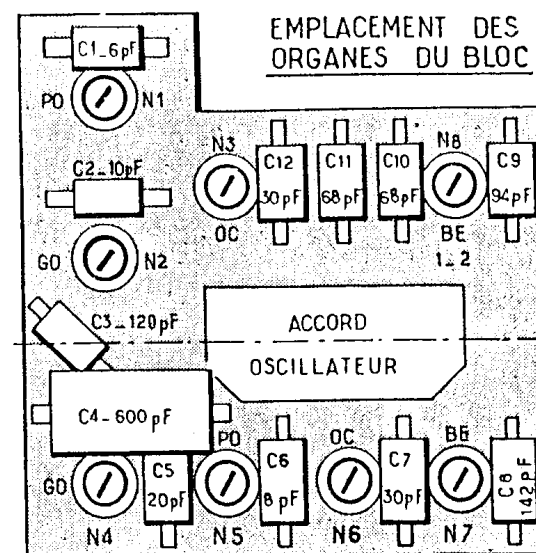 EMPLACEMENT DES
ORGANES DU BLOC
C1_6pF
PO
N1
N3
N8
C12
30pF
C11
68pF
C10
68pF
C9
94pF
C2_10pF
OC
BE
1_2
GO
N2
C3_120pF
ACCORD
OSCILLATEUR
C4-600pF
PO
OC
BE
GO
C5
20pF
C6
8pF
C7
30pF
C8
142PF
N4
N5
N6
N7